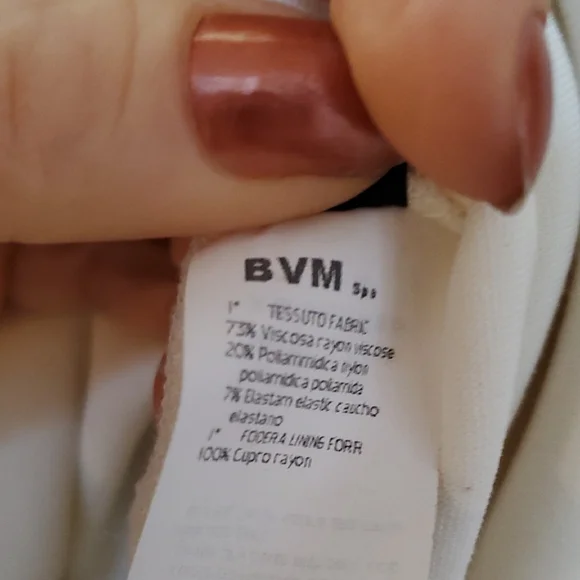 BVM Spa
1° TESSUTO FABRIC
73% Viscosa rayon viscose
20% Poliammidica nylon
poliamidica poliamida
7% Elastam elastic caucho
elastano
1° FODERA LINING FORR
100% Cupro rayon